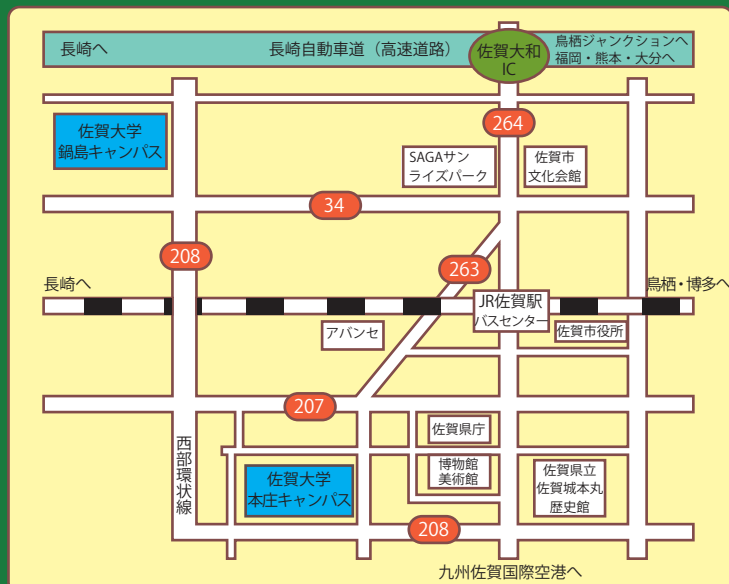 長崎へ
長崎自動車道（高速道路）
佐賀大和
IC
鳥栖ジャンクションへ
福岡・熊本・大分へ
264
佐賀大学
鍋島キャンパス
SAGAサン
ライズパーク
佐賀市
文化会館
34
208
263
長崎へ
鳥栖・博多へ
JR佐賀駅
バスセンター
アバンセ
佐賀市役所
207
西部環状線
佐賀県庁
博物館
美術館
佐賀大学
本庄キャンパス
佐賀県立
佐賀城本丸
歴史館
208
九州佐賀国際空港へ